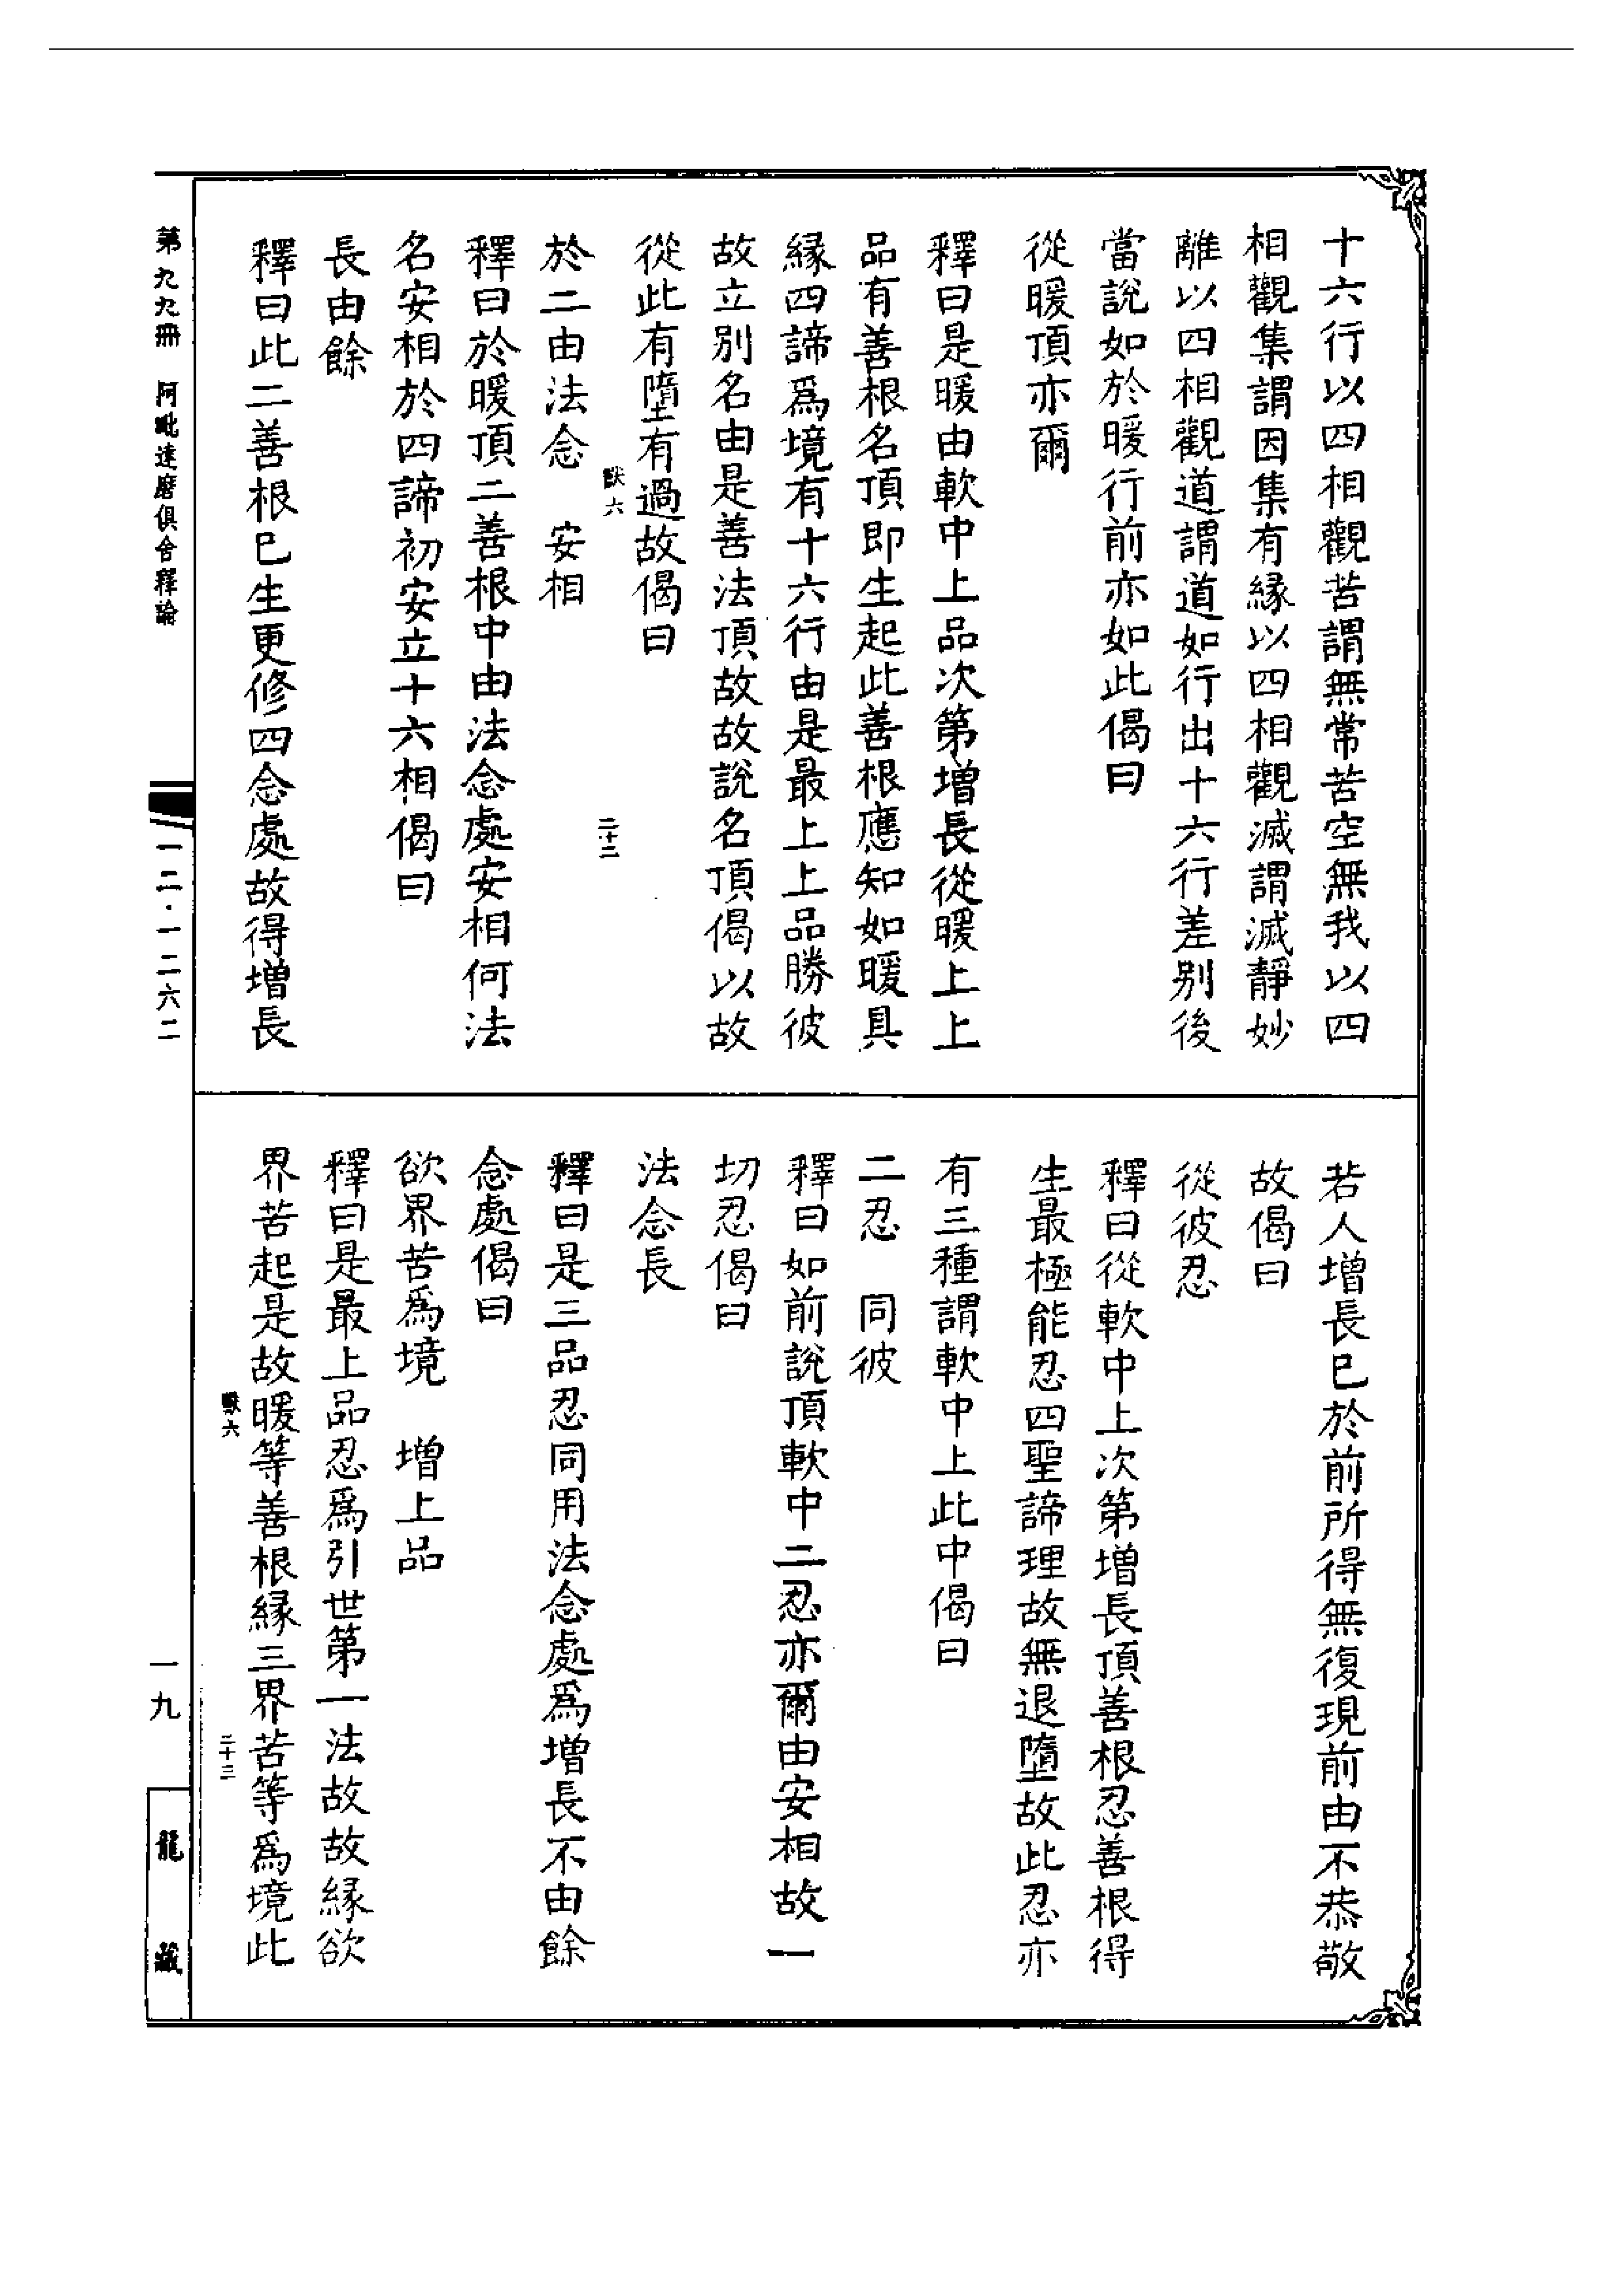 十六行以四相觀苦謂無常苦空無我以四
相觀集謂因集有緣以四相觀滅謂滅靜妙
離以四相觀道謂道如行出十六行差別後
當說如於暖行前亦如此偈曰
從暖頂亦爾
釋曰是暖由軟中上品次第增長從暖上上
品有善根名頂即生起此善根應知如暖具
緣四諦爲境有十六行由是最上上品勝彼
故立別名由是善法頂故故說名頂偈以故
從此有墮有過故偈曰
獸六
二十二
於二由法念　安相
釋曰於暖頂二善根中由法念處安相何法
名安相於四諦初安立十六相偈曰
長由餘
釋曰此二善根已生更修四念處故得增長
若人增長已於前所得無復現前由不恭敬
故偈曰
從彼忍
釋曰從軟中上次第增長頂善根忍善根得
生最極能忍四聖諦理故無退墮故此忍亦
有三種謂軟中上此中偈曰
二忍　同彼
釋曰如前說頂軟中二忍亦爾由安相故一
切忍偈曰
法念長
釋曰是三品忍同用法念處爲增長不由餘
念處偈曰
欲界苦爲境　增上品
釋曰是最上品忍爲引世第一法故故緣欲
界苦起是故暖等善根緣三界苦等爲境此
獸六
二十三
第九九冊　阿毗達磨俱舍釋論
一二·一二六二
一九
龍藏